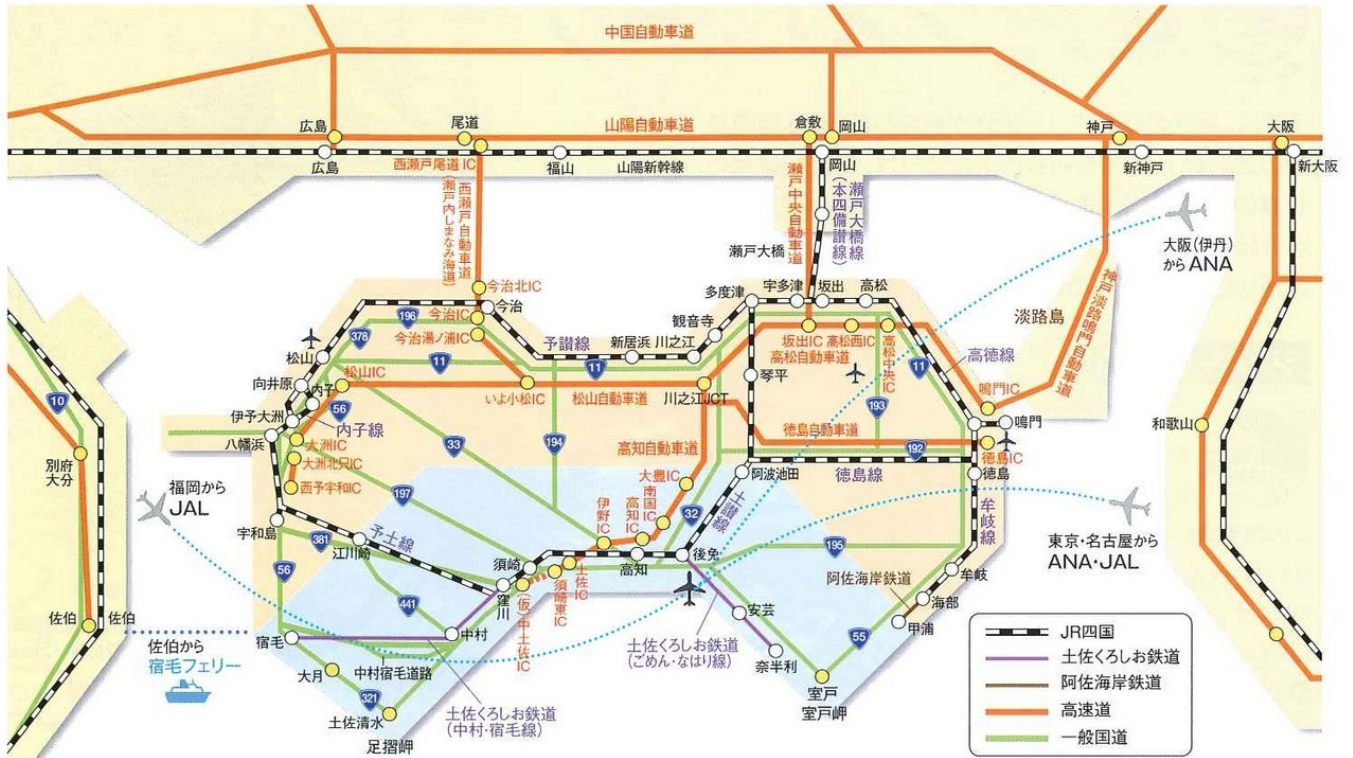 中国自動車道
広島
尾道
山陽自動車道
倉敷
岡山
神戸
大阪
広島
西瀬戸尾道IC
福山
山陽新幹線
岡山
新神戸
新大阪
西瀬戸自動車道
(瀬戸内しまなみ海道)
瀬戸中央自動車道
瀬戸大橋線
(本四備讃線)
瀬戸大橋
大阪(伊丹)
からANA
神戸淡路鳴門自動車道
淡路島
今治北IC
今治
今治IC
今治湯ノ浦IC
多度津
宇多津
坂出
高松
観音寺
196
378
予讃線
新居浜
川之江
坂出IC
高松西IC
高松中央IC
高松自動車道
高徳線
松山
11
11
11
松山IC
向井原
内子
いよ小松IC
松山自動車道
川之江JCT
琴平
193
鳴門IC
鳴門
10
56
伊予大洲
内子線
八幡浜
大洲IC
大洲北只IC
西予宇和IC
33
194
高知自動車道
徳島自動車道
192
徳島IC
徳島
和歌山
別府
大分
大豊IC
阿波池田
徳島線
福岡から
JAL
197
伊野IC
高知IC
南国IC
32
土讃線
牟岐線
宇和島
381
予土線
江川崎
須崎
土佐IC
須崎東IC
高知
後免
195
東京・名古屋から
ANA・JAL
56
441
窪川
(仮)中土佐IC
阿佐海岸鉄道
牟岐
海部
甲浦
安芸
佐伯
佐伯
佐伯から
宿毛フェリー
宿毛
中村
土佐くろしお鉄道
(ごめん・なはり線)
奈半利
55
大月
中村宿毛道路
321
土佐清水
足摺岬
土佐くろしお鉄道
(中村・宿毛線)
室戸
室戸岬
JR四国
土佐くろしお鉄道
阿佐海岸鉄道
高速道
一般国道